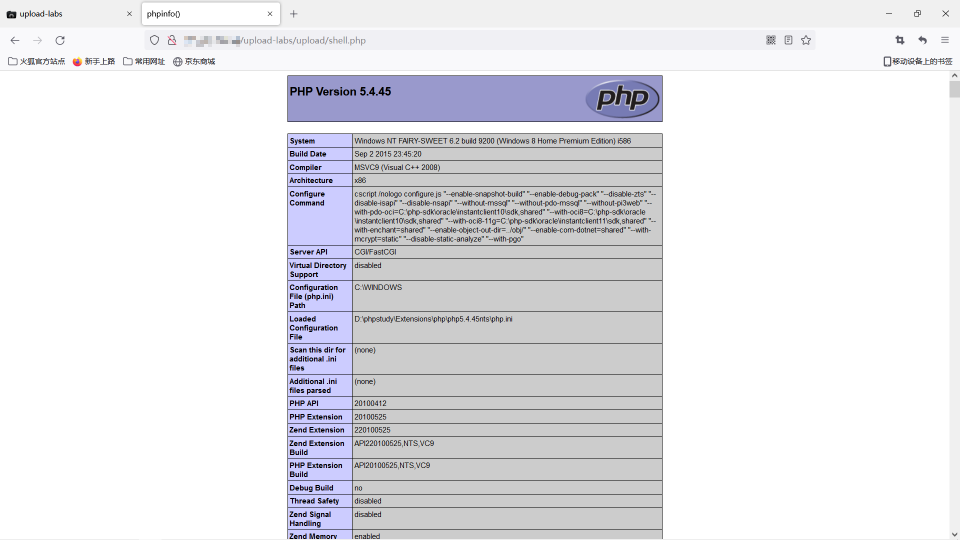 upload-labs
phpinfo()
/upload-labs/upload/shell.php
火狐官方站点
新手上路
常用网址
京东商城
移动设备上的书签
PHP Version 5.4.45
php
System Windows NT FAIRY-SWEET 6.2 build 9200 (Windows 8 Home Premium Edition) i586
Build Date Sep 2 2015 23:45:20
Compiler MSVC9 (Visual C++ 2008)
Architecture x86
Configure
Command
cscript /nologo configure.js "--enable-snapshot-build" "--enable-debug-pack" "--disable-zts" "--
disable-isapi" "--disable-nsapi" "--without-mssql" "--without-pdo-mssql" "--without-pi3web" "--
with-pdo-oci=C:\php-sdk\oracle\instantclient10\sdk,shared" "--with-oci8=C:\php-sdk\oracle
\instantclient10\sdk,shared" "--with-oci8-11g=C:\php-sdk\oracle\instantclient11\sdk,shared" "--
with-enchant=shared" "--enable-object-out-dir=../obj/" "--enable-com-dotnet=shared" "--with-
mcrypt=static" "--disable-static-analyze" "--with-pgo"
Server API CGI/FastCGI
Virtual Directory
Support
disabled
Configuration
File (php.ini)
Path
C:\WINDOWS
Loaded
Configuration
File
D:\phpstudy\Extensions\php\php5.4.45nts\php.ini
Scan this dir for
additional .ini
files
(none)
Additional .ini
files parsed
(none)
PHP API 20100412
PHP Extension 20100525
Zend Extension 220100525
Zend Extension
Build
API220100525,NTS,VC9
PHP Extension
Build
API20100525,NTS,VC9
Debug Build no
Thread Safety disabled
Zend Signal
Handling
disabled
Zend Memory enabled